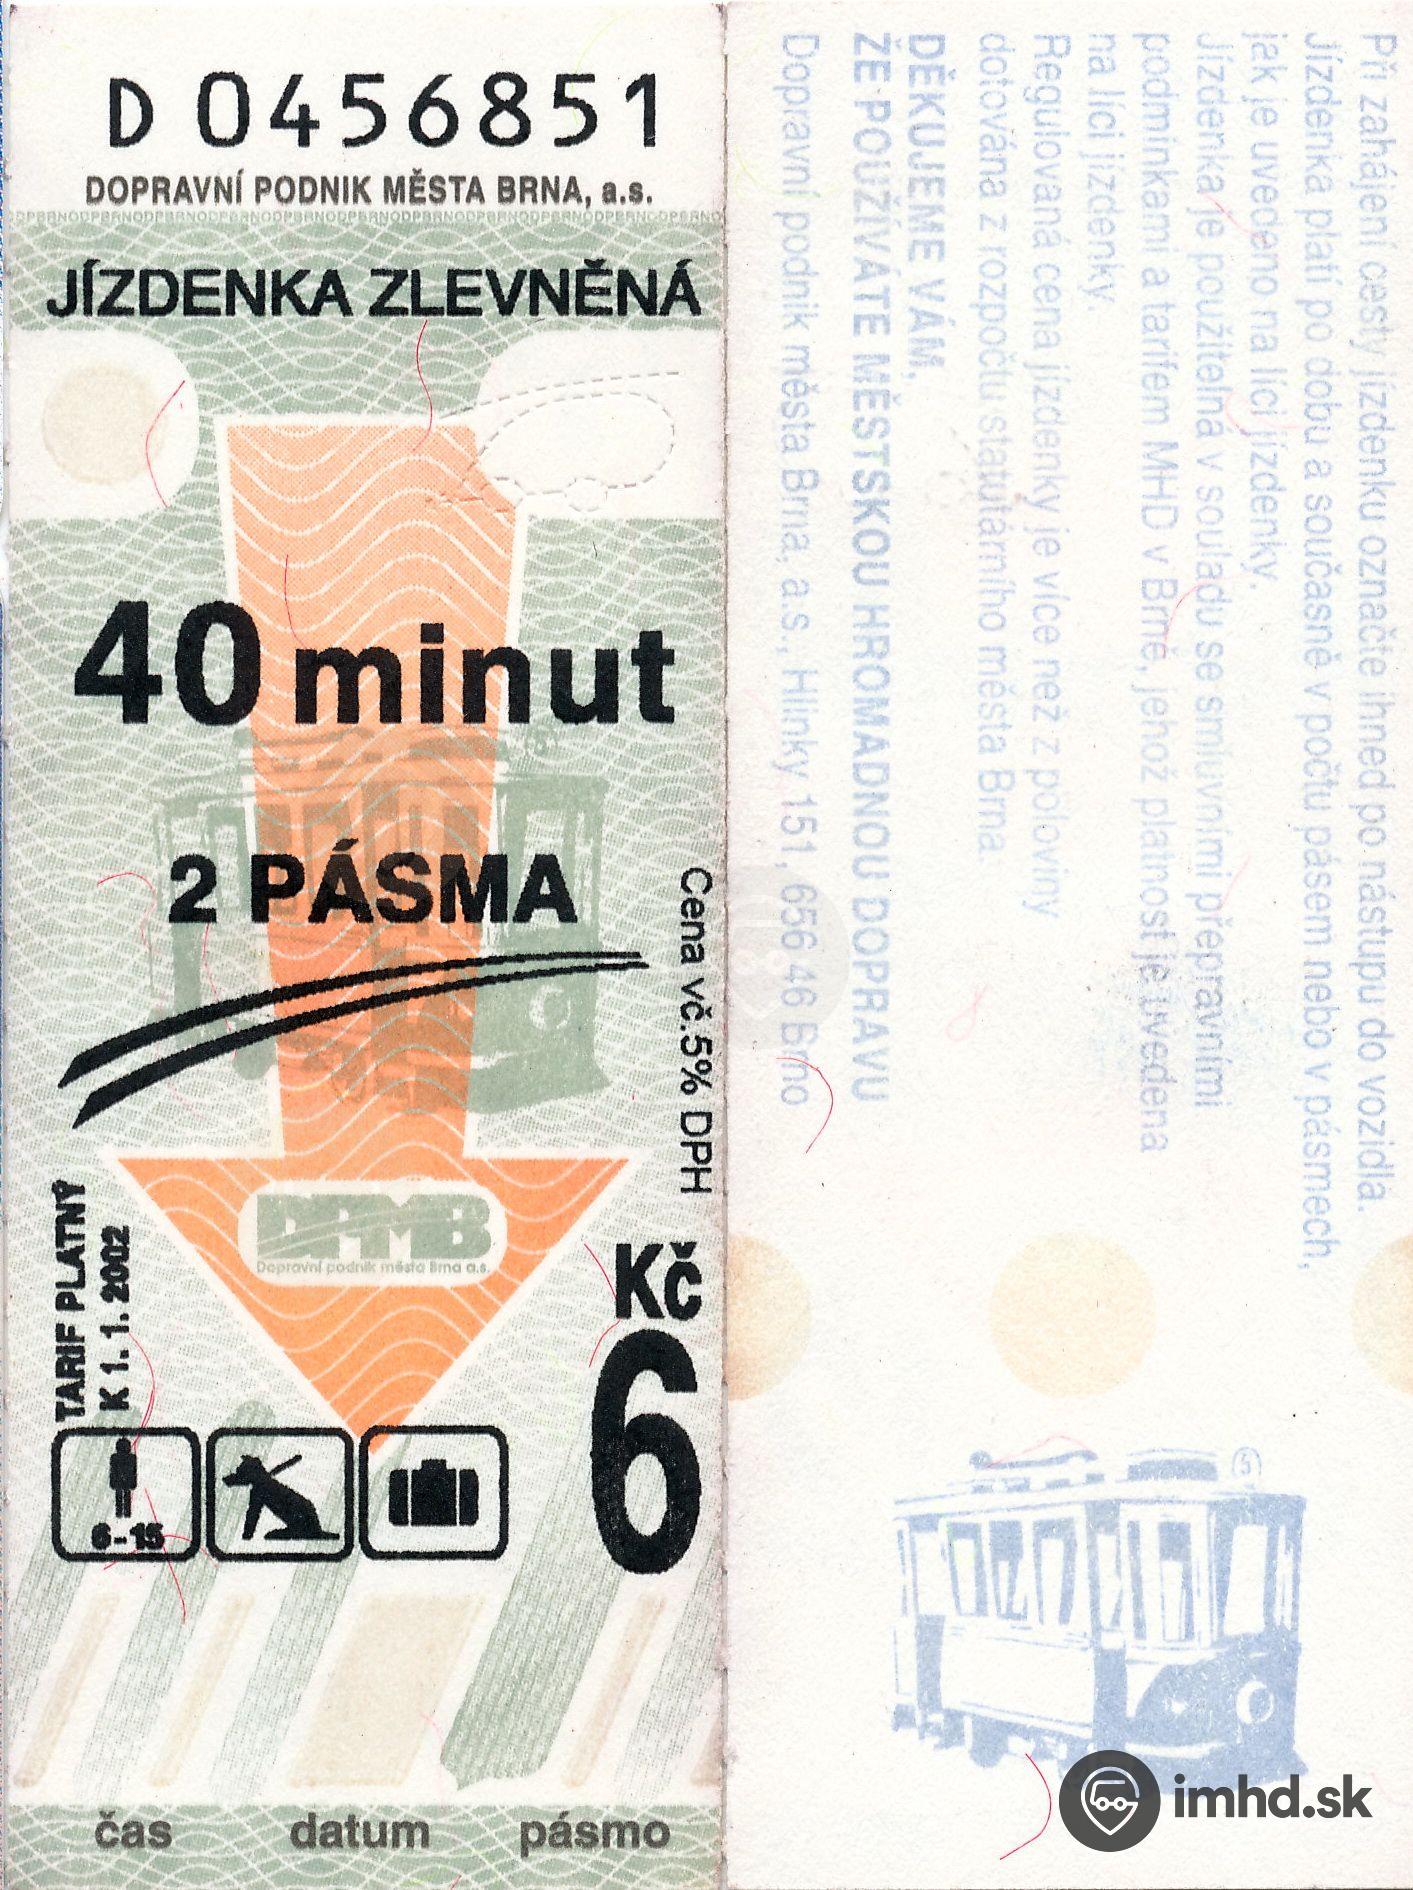 D 0456851
DOPRAVNÍ PODNIK MĚSTA BRNA, a.s.
JÍZDENKA ZLEVNĚNÁ
40 minut
2 PÁSMA
Cena vč.5% DPH
DPMB
Dopravní podnik města Brna a.s.
TARIF PLATNÝ
K 1. 1. 2002
Kč
6
6-15
čas datum pásmo
Při zahájení cesty jízdenku označte ihned po nástupu do vozidla.
Jízdenka platí po dobu a současně v počtu pásem nebo v pásmech,
jak je uvedeno na líci jízdenky.
Jízdenka je použitelná v souladu se smluvními přepravními
podmínkami a tarifem MHD v Brně, jehož platnost je uvedena
na líci jízdenky.
Regulovaná cena jízdenky je více než z poloviny
dotována z rozpočtu statutárního města Brna.
DĚKUJEME VÁM,
ŽE POUŽÍVÁTE MĚSTSKOU HROMADNOU DOPRAVU
Dopravní podnik města Brna, a.s., Hlinky 151, 656 46 Brno
5
imhd.sk